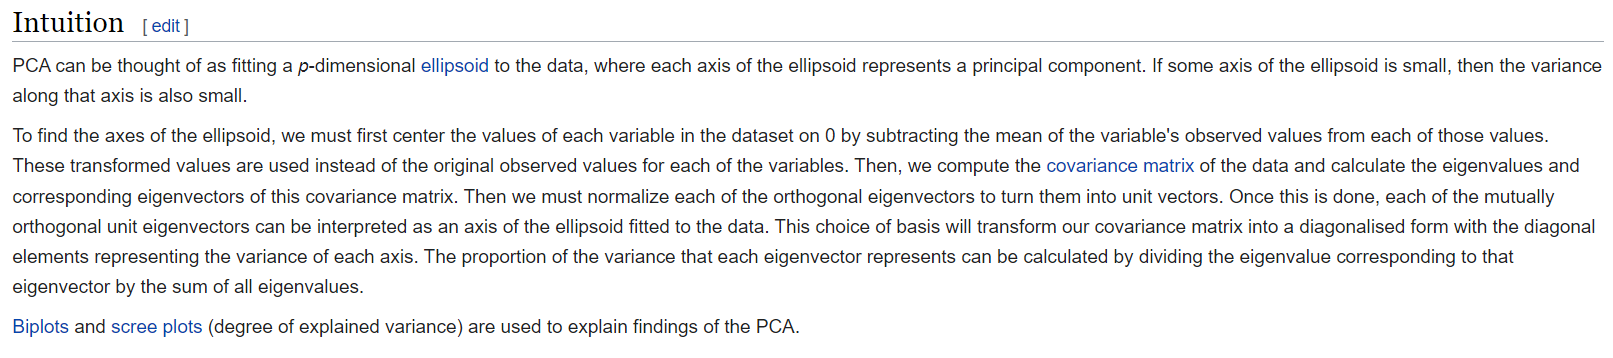 Intuition [ edit ]
PCA can be thought of as fitting a p-dimensional ellipsoid to the data, where each axis of the ellipsoid represents a principal component. If some axis of the ellipsoid is small, then the variance
along that axis is also small.
To find the axes of the ellipsoid, we must first center the values of each variable in the dataset on 0 by subtracting the mean of the variable's observed values from each of those values.
These transformed values are used instead of the original observed values for each of the variables. Then, we compute the covariance matrix of the data and calculate the eigenvalues and
corresponding eigenvectors of this covariance matrix. Then we must normalize each of the orthogonal eigenvectors to turn them into unit vectors. Once this is done, each of the mutually
orthogonal unit eigenvectors can be interpreted as an axis of the ellipsoid fitted to the data. This choice of basis will transform our covariance matrix into a diagonalised form with the diagonal
elements representing the variance of each axis. The proportion of the variance that each eigenvector represents can be calculated by dividing the eigenvalue corresponding to that
eigenvector by the sum of all eigenvalues.
Biplots and scree plots (degree of explained variance) are used to explain findings of the PCA.